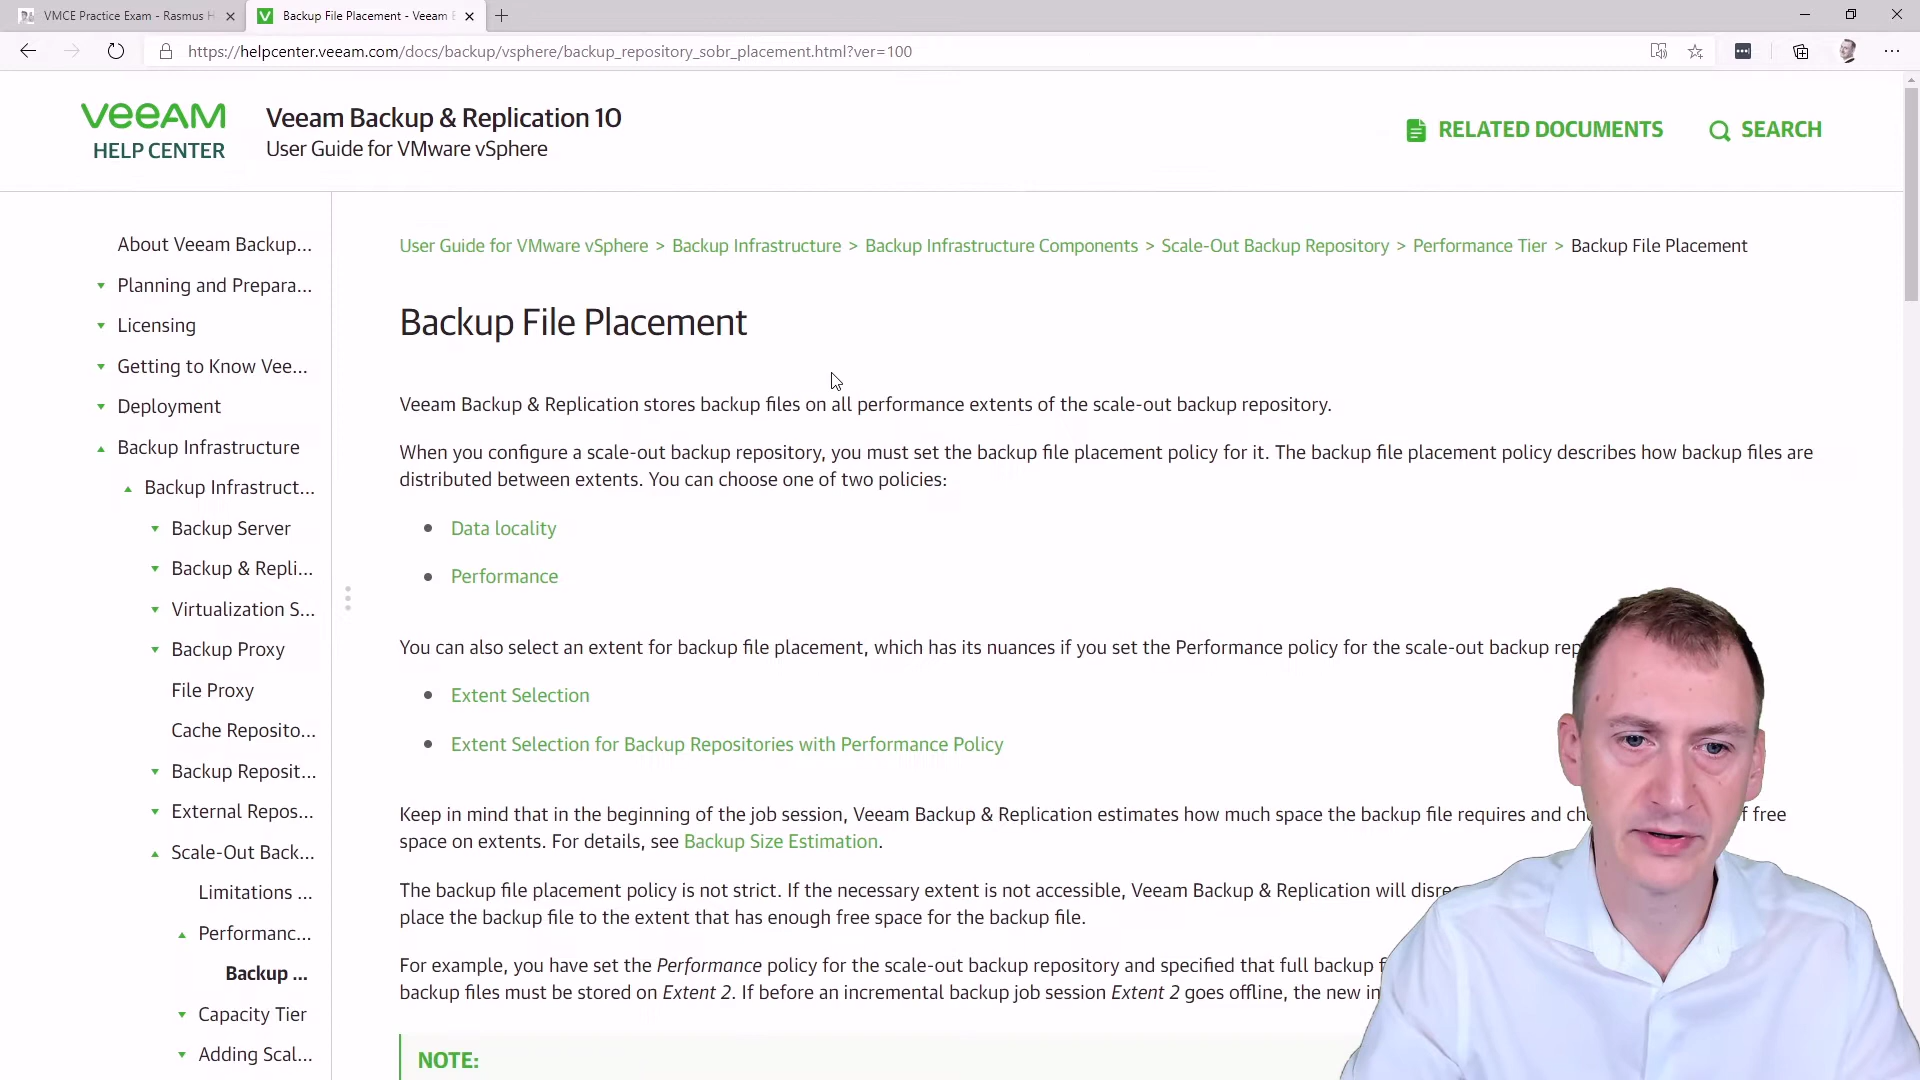 VMCE Practice Exam - Rasmus H
Backup File Placement - Veeam B
https://helpcenter.veeam.com/docs/backup/vsphere/backup_repository_sobr_placement.html?ver=100
VEEAM
HELP CENTER
Veeam Backup & Replication 10
User Guide for VMware vSphere
RELATED DOCUMENTS
SEARCH
About Veeam Backup...
Planning and Prepara...
Licensing
Getting to Know Vee...
Deployment
Backup Infrastructure
Backup Infrastruct...
Backup Server
Backup & Repli...
Virtualization S...
Backup Proxy
File Proxy
Cache Reposito...
Backup Reposit...
External Repos...
Scale-Out Back...
Limitations ...
Performanc...
Backup ...
Capacity Tier
Adding Scal...
User Guide for VMware vSphere > Backup Infrastructure > Backup Infrastructure Components > Scale-Out Backup Repository > Performance Tier > Backup File Placement
Backup File Placement
Veeam Backup & Replication stores backup files on all performance extents of the scale-out backup repository.
When you configure a scale-out backup repository, you must set the backup file placement policy for it. The backup file placement policy describes how backup files are
distributed between extents. You can choose one of two policies:
Data locality
Performance
You can also select an extent for backup file placement, which has its nuances if you set the Performance policy for the scale-out backup rep
Extent Selection
Extent Selection for Backup Repositories with Performance Policy
Keep in mind that in the beginning of the job session, Veeam Backup & Replication estimates how much space the backup file requires and ch f free
space on extents. For details, see Backup Size Estimation.
The backup file placement policy is not strict. If the necessary extent is not accessible, Veeam Backup & Replication will disre
place the backup file to the extent that has enough free space for the backup file.
For example, you have set the Performance policy for the scale-out backup repository and specified that full backup f
backup files must be stored on Extent 2. If before an incremental backup job session Extent 2 goes offline, the new in
NOTE: